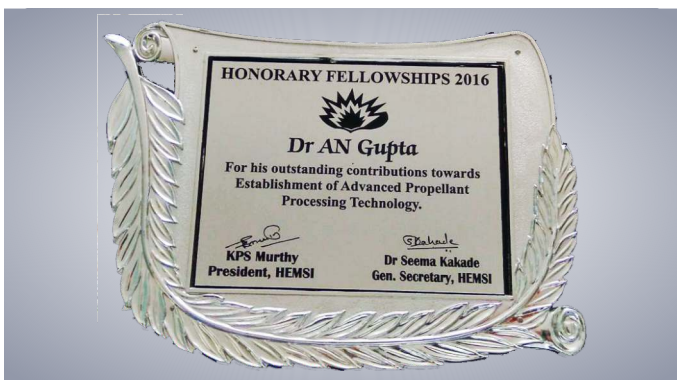 HONORARY FELLOWSHIPS 2016
Dr AN Gupta
For his outstanding contributions towards
Establishment of Advanced Propellant
Processing Technology.
KPS Murthy
President, HEMSI
Dr Seema Kakade
Gen. Secretary, HEMSI